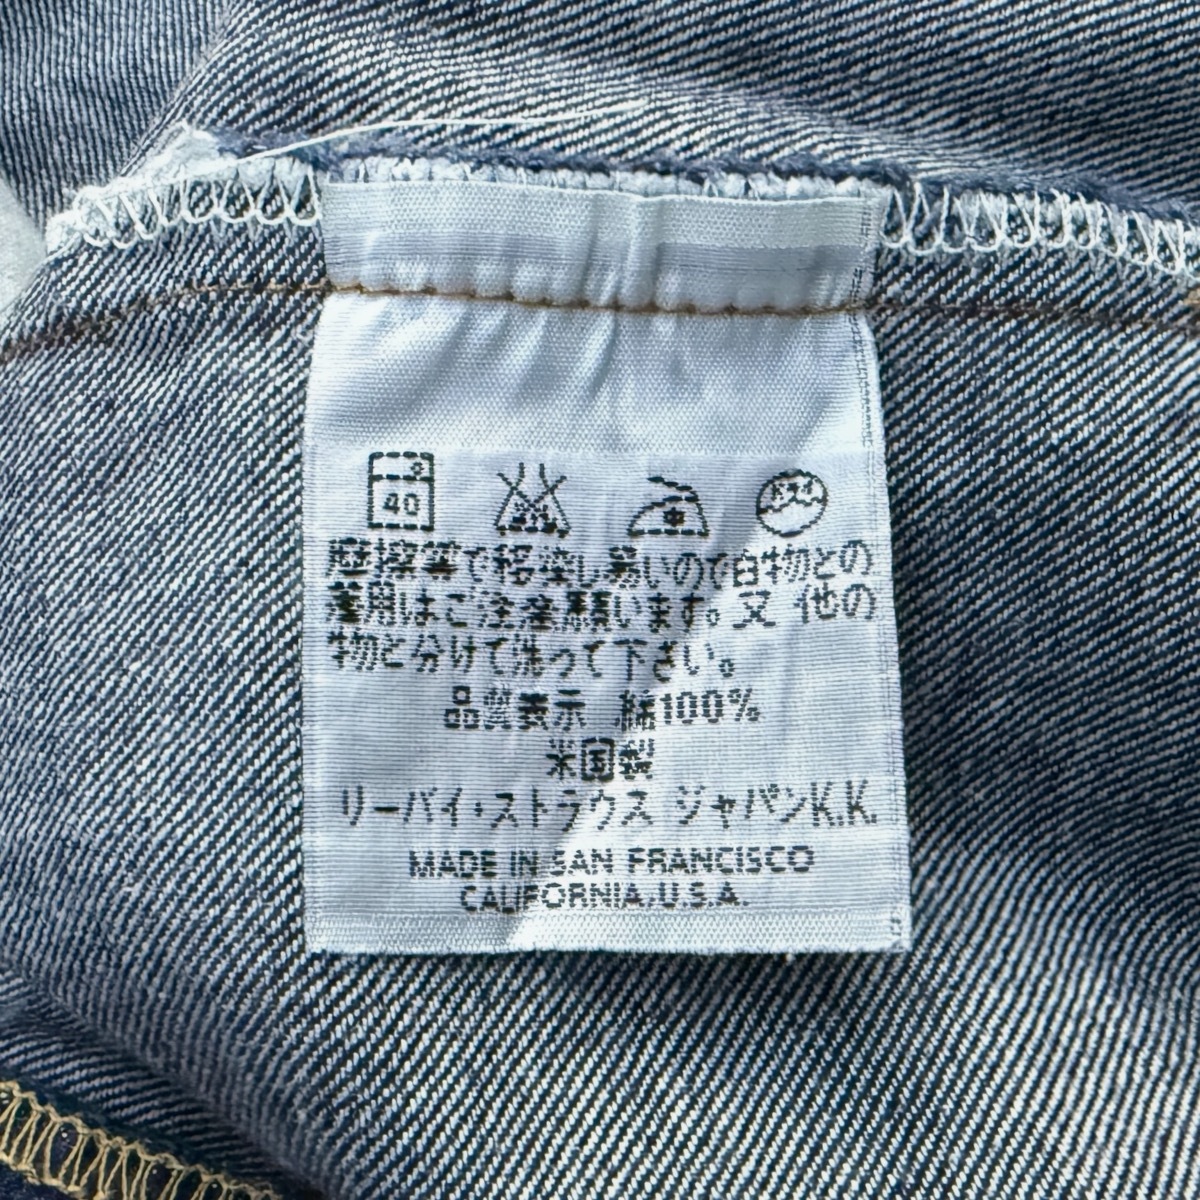 40
摩擦等で移染し易いので白物との
着用はご注意願います。又 他の
物と分けて洗って下さい。
品質表示 綿100%
米国製
リーバイ・ストラウス ジャパンK.K.
MADE IN SAN FRANCISCO
CALIFORNIA,U.S.A.